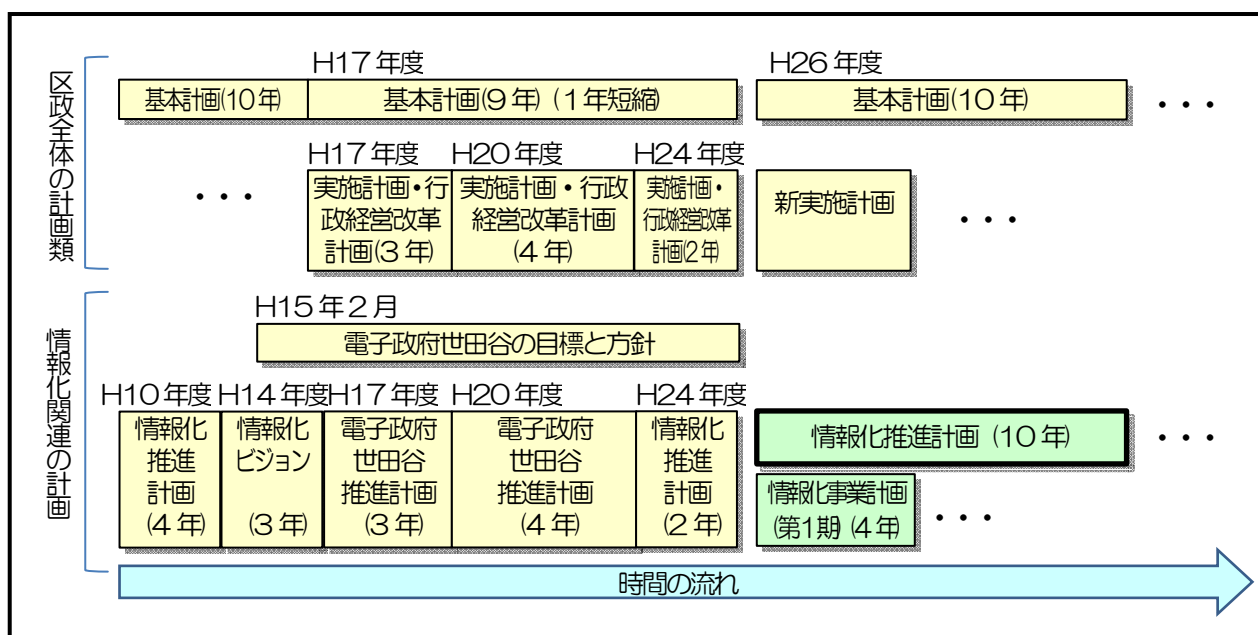 区政全体の計画類
H17年度
H26年度
基本計画(10年)
基本計画(9年)(1年短縮)
基本計画(10年)
・・・
H17年度
H20年度
H24年度
・・・
実施計画・行
政経営改革
計画(3年)
実施計画・行政
経営改革計画
(4年)
実施計画・
行政経営改革
計画(2年)
新実施計画
・・・
情報化関連の計画
H15年2月
電子政府世田谷の目標と方針
H10年度
H14年度
H17年度
H20年度
H24年度
情報化
推進
計画
(4年)
情報化
ビジョン
(3年)
電子政府
世田谷
推進計画
(3年)
電子政府
世田谷
推進計画
(4年)
情報化
推進
計画
(2年)
情報化推進計画(10年)
・・・
情報化事業計画
(第1期)(4年)
・・・
時間の流れ